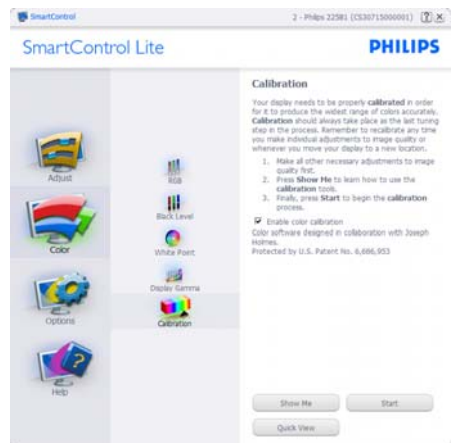 SmartControl
2 - Philips 225B1 (CS30715000001)
SmartControl Lite
PHILIPS
Adjust
Color
Options
Help
RGB
Black Level
White Point
Display Gamma
Calibration
Calibration
Your display needs to be properly calibrated in order
for it to produce the widest range of colors accurately.
Calibration should always take place as the last tuning
step in the process. Remember to recalibrate any time
you make individual adjustments to image quality or
whenever you move your display to a new location.
1. Make all other necessary adjustments to image
quality first.
2. Press Show Me to learn how to use the
calibration tools.
3. Finally, press Start to begin the calibration
process.
Enable color calibration
Color software designed in collaboration with Joseph
Holmes.
Protected by U.S. Patent No. 6,686,953
Show Me
Start
Quick View